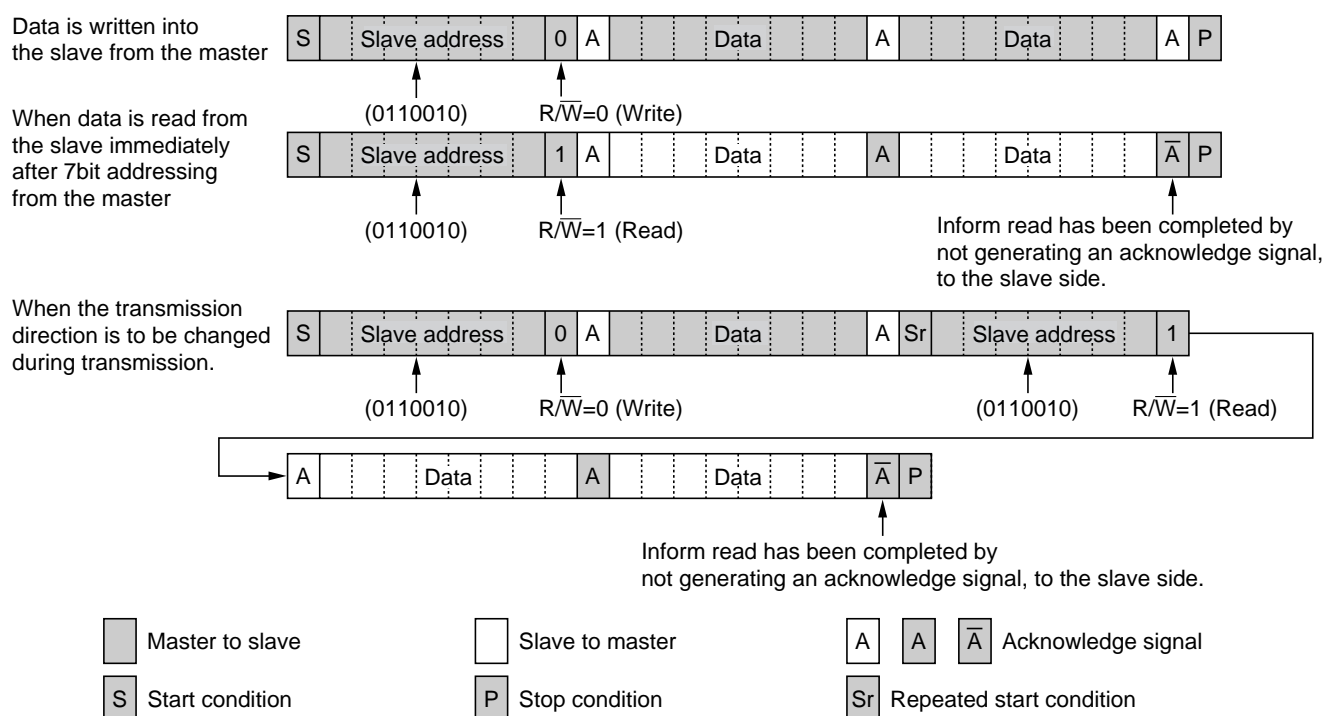 Data is written into
the slave from the master
S Slave address 0 A Data A Data A P
(0110010) R/W̅=0 (Write)
When data is read from
the slave immediately
after 7bit addressing
from the master
S Slave address 1 A Data A Data A̅ P
(0110010) R/W̅=1 (Read)
Inform read has been completed by
not generating an acknowledge signal,
to the slave side.
When the transmission
direction is to be changed
during transmission.
S Slave address 0 A Data A Sr Slave address 1
(0110010) R/W̅=0 (Write) (0110010) R/W̅=1 (Read)
A Data A Data A̅ P
Inform read has been completed by
not generating an acknowledge signal, to the slave side.
Master to slave Slave to master A A A̅ Acknowledge signal
S Start condition P Stop condition Sr Repeated start condition